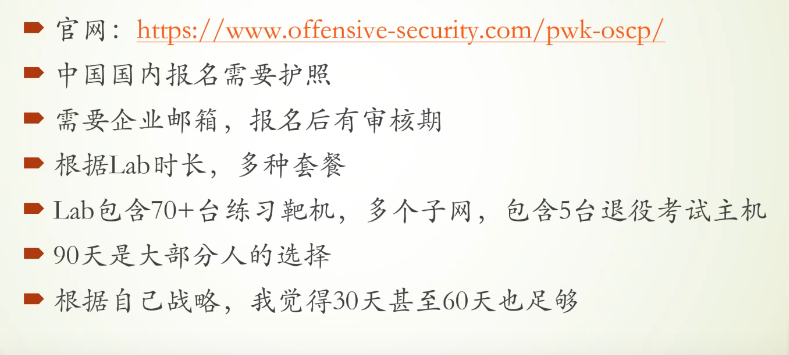 官网：https://www.offensive-security.com/pwk-oscp/
中国国内报名需要护照
需要企业邮箱，报名后有审核期
根据Lab时长，多种套餐
Lab包含70+台练习靶机，多个子网，包含5台退役考试主机
90天是大部分人的选择
根据自己战略，我觉得30天甚至60天也足够